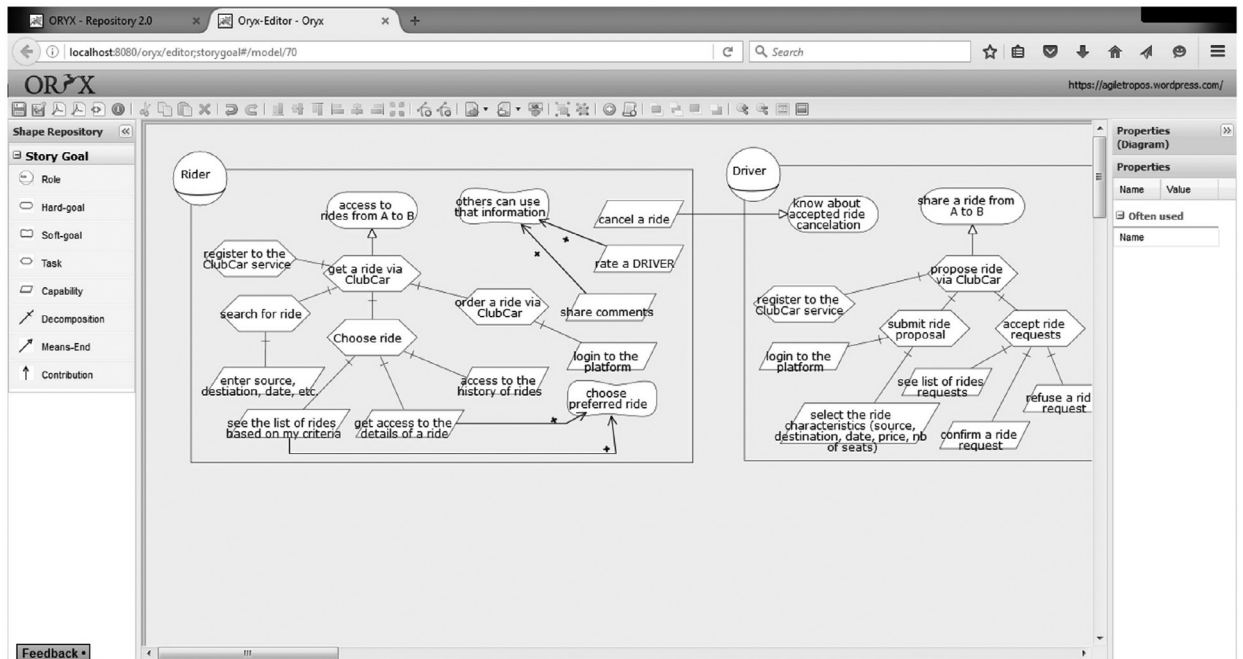 ORYX - Repository 2.0
Oryx-Editor - Oryx
localhost:8080/oryx/editor;storygoal#/model/70
Search
ORYX
https://agiletropos.wordpress.com/
Shape Repository
Story Goal
Role
Hard-goal
Soft-goal
Task
Capability
Decomposition
Means-End
Contribution
Rider
access to
rides from A to B
others can use
that information
cancel a ride
rate a DRIVER
share comments
register to the
ClubCar service
get a ride via
ClubCar
search for ride
order a ride via
ClubCar
Choose ride
login to the
platform
enter source,
destiation, date, etc.
access to the
history of rides
choose
preferred ride
see the list of rides
based on my criteria
get access to the
details of a ride
Driver
know about
accepted ride
cancelation
share a ride from
A to B
propose ride
via ClubCar
register to the
ClubCar service
submit ride
proposal
accept ride
requests
login to the
platform
see list of rides
requests
refuse a rid
request
select the ride
characteristics (source,
destination, date, price, nb
of seats)
confirm a ride
request
Properties
(Diagram)
Properties
Name Value
Often used
Name
Feedback